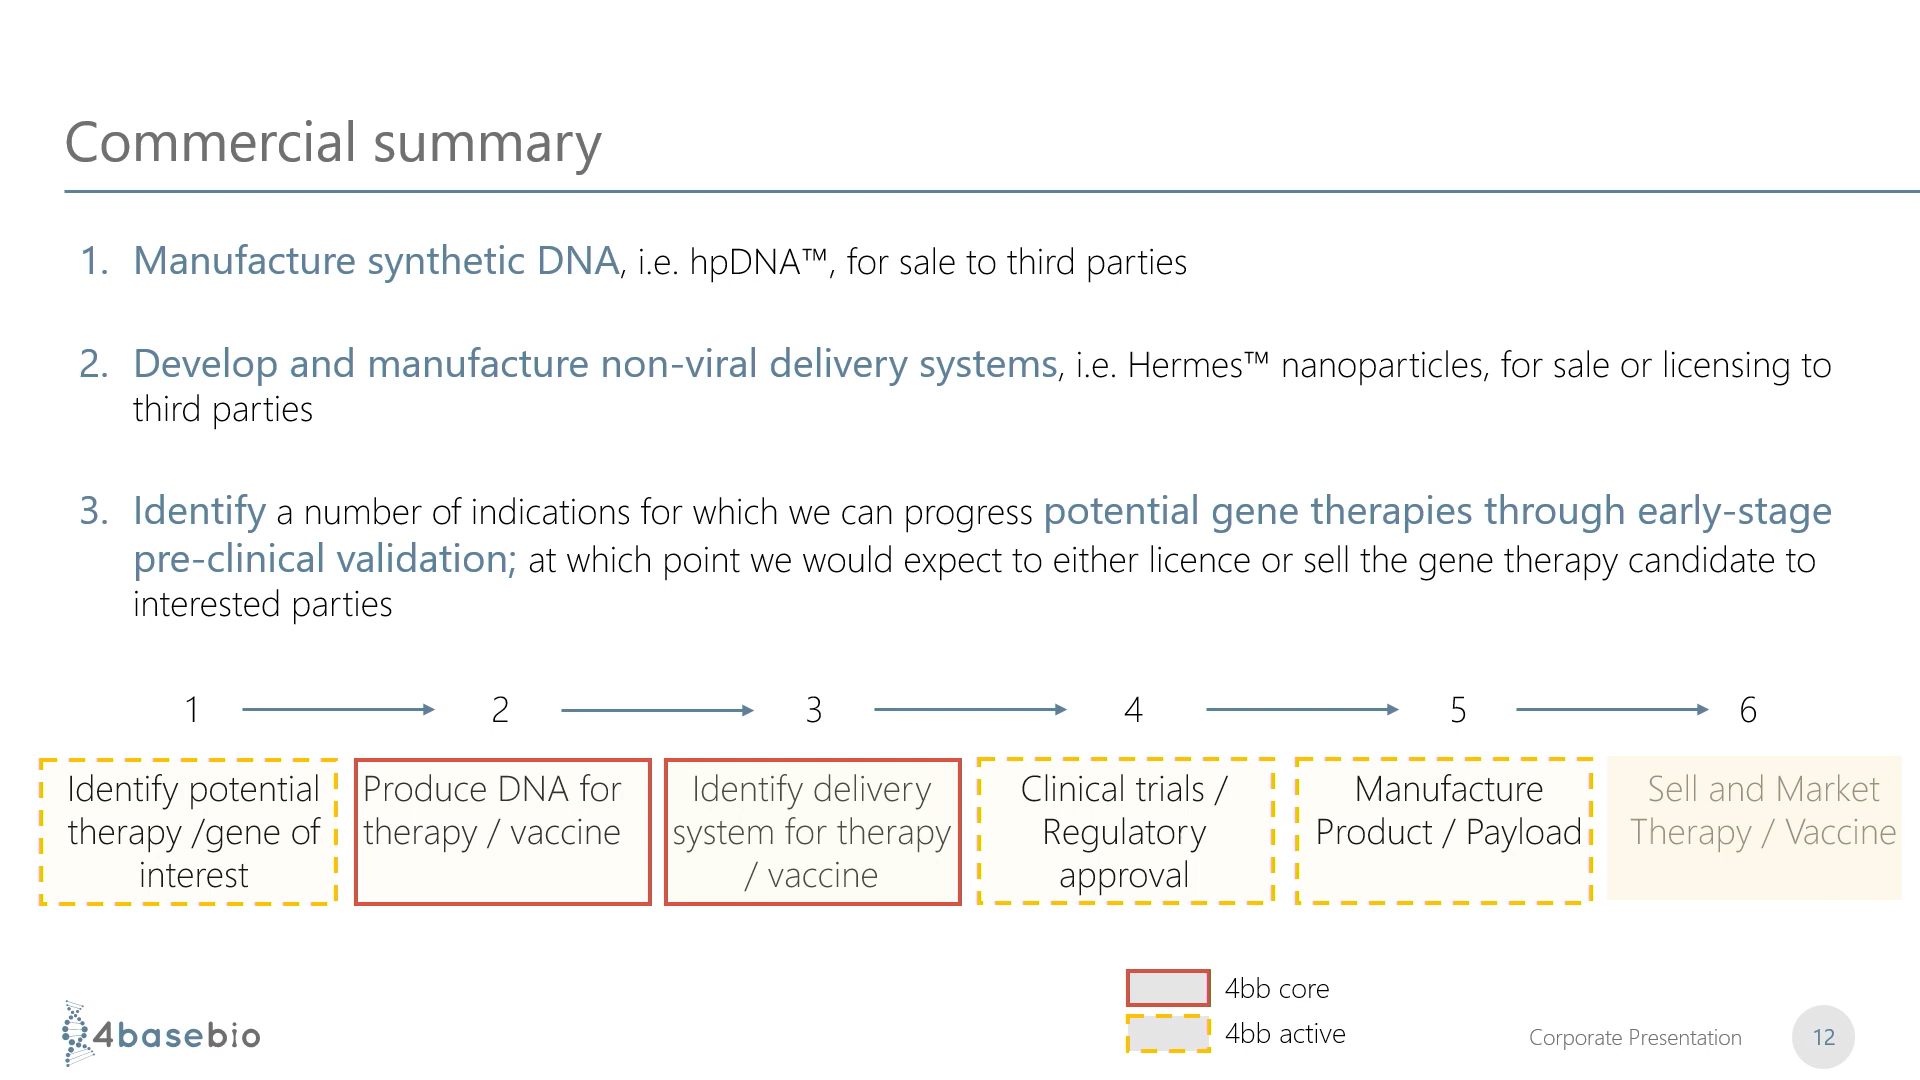 Commercial summary
1. Manufacture synthetic DNA, i.e. hpDNA™, for sale to third parties
2. Develop and manufacture non-viral delivery systems, i.e. Hermes™ nanoparticles, for sale or licensing to
third parties
3. Identify a number of indications for which we can progress potential gene therapies through early-stage
pre-clinical validation; at which point we would expect to either licence or sell the gene therapy candidate to
interested parties
1 2 3 4 5 6
Identify potential
therapy /gene of
interest
Produce DNA for
therapy / vaccine
Identify delivery
system for therapy
/ vaccine
Clinical trials /
Regulatory
approval
Manufacture
Product / Payload
Sell and Market
Therapy / Vaccine
4bb core
4bb active
4basebio
Corporate Presentation
12